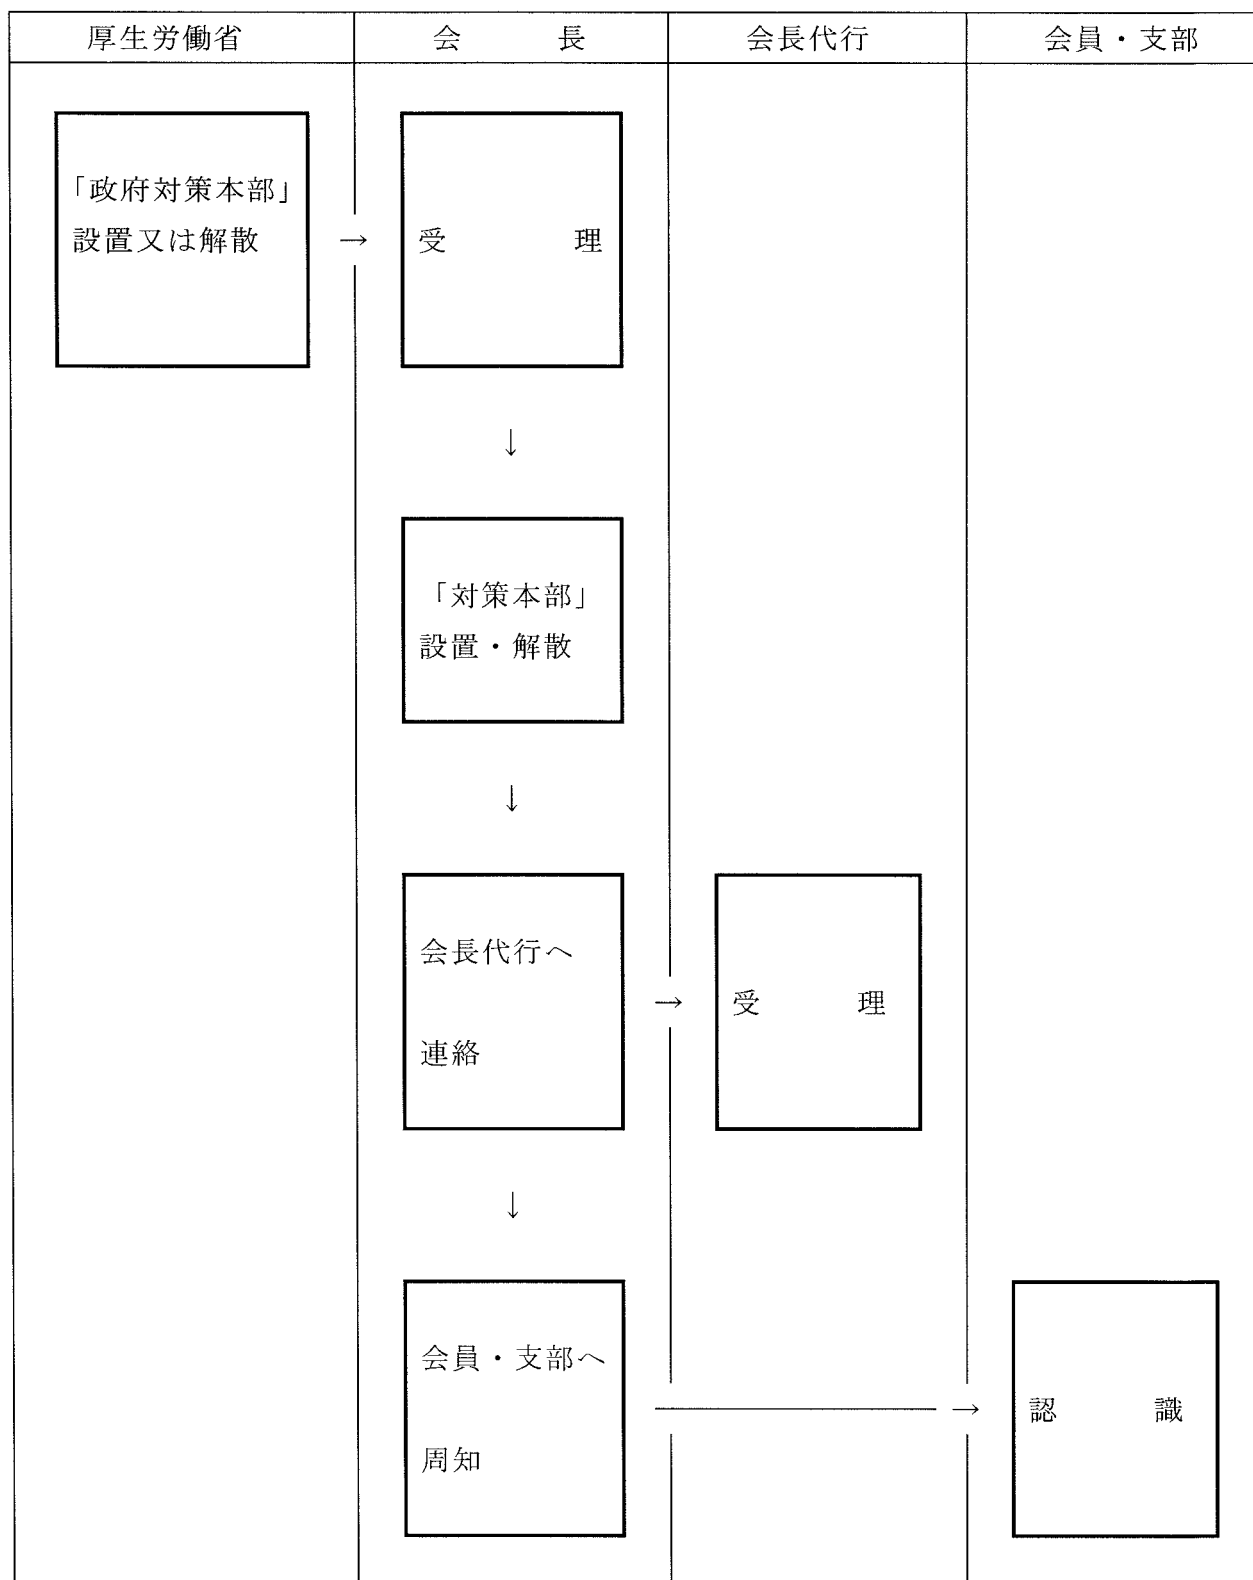 厚生労働省
会長
会長代行
会員・支部
「政府対策本部」
設置又は解散
→
受理
↓
「対策本部」
設置・解散
↓
会長代行へ
連絡
→
受理
↓
会員・支部へ
周知
→
認識